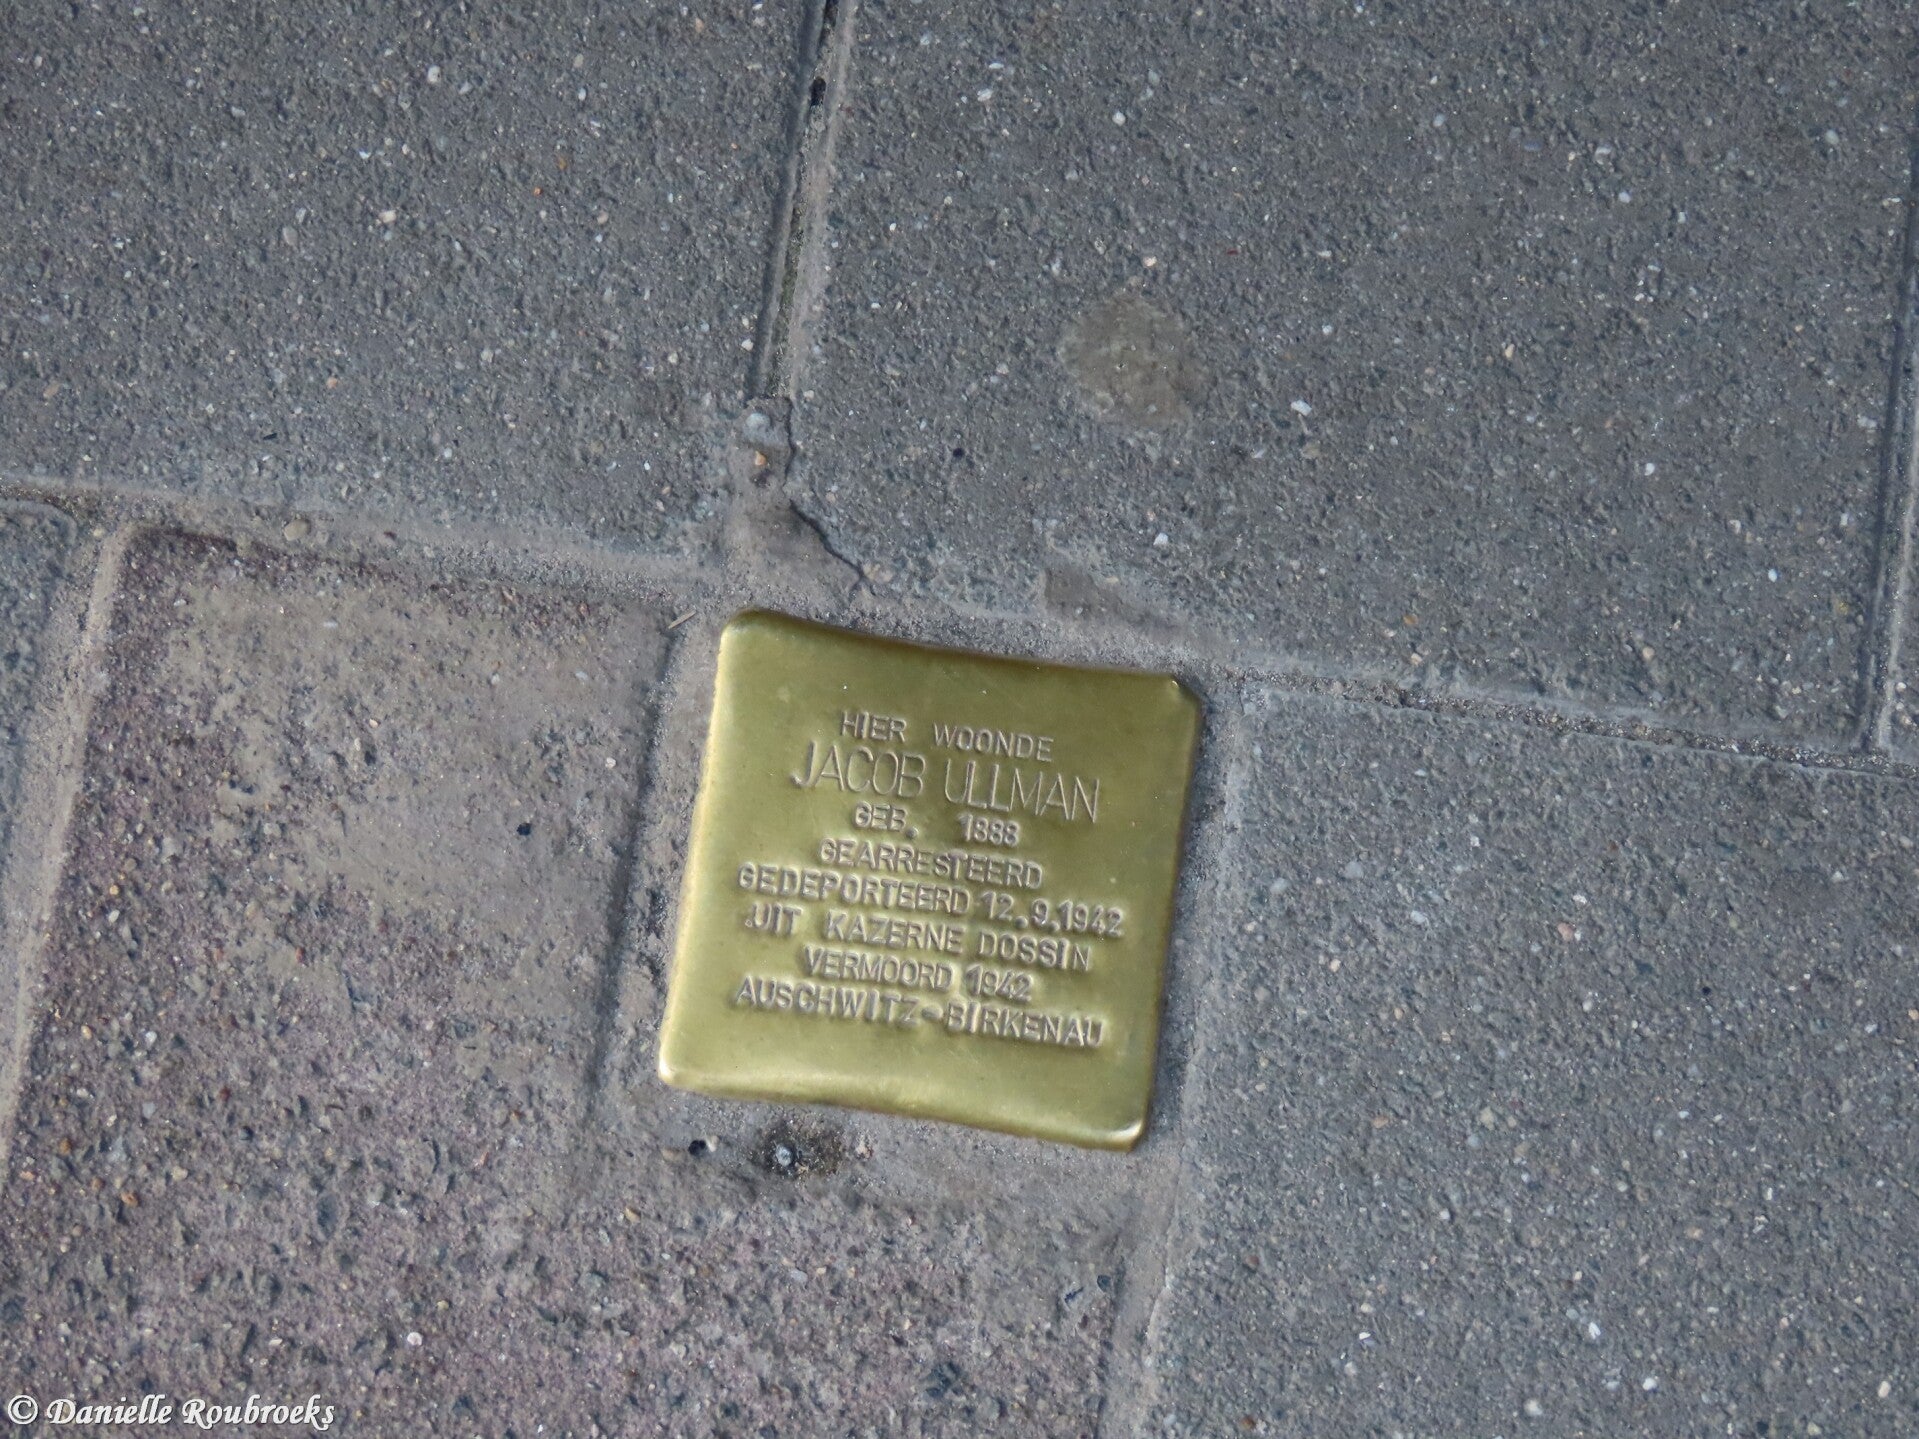 HIER WOONDE
JACOB ULLMAN
GEB. 1888
GEARRESTEERD
GEDEPORTEERD 12.9.1942
UIT KAZERNE DOSSIN
VERMOORD 1942
AUSCHWITZ-BIRKENAU
© Danielle Roubroeks